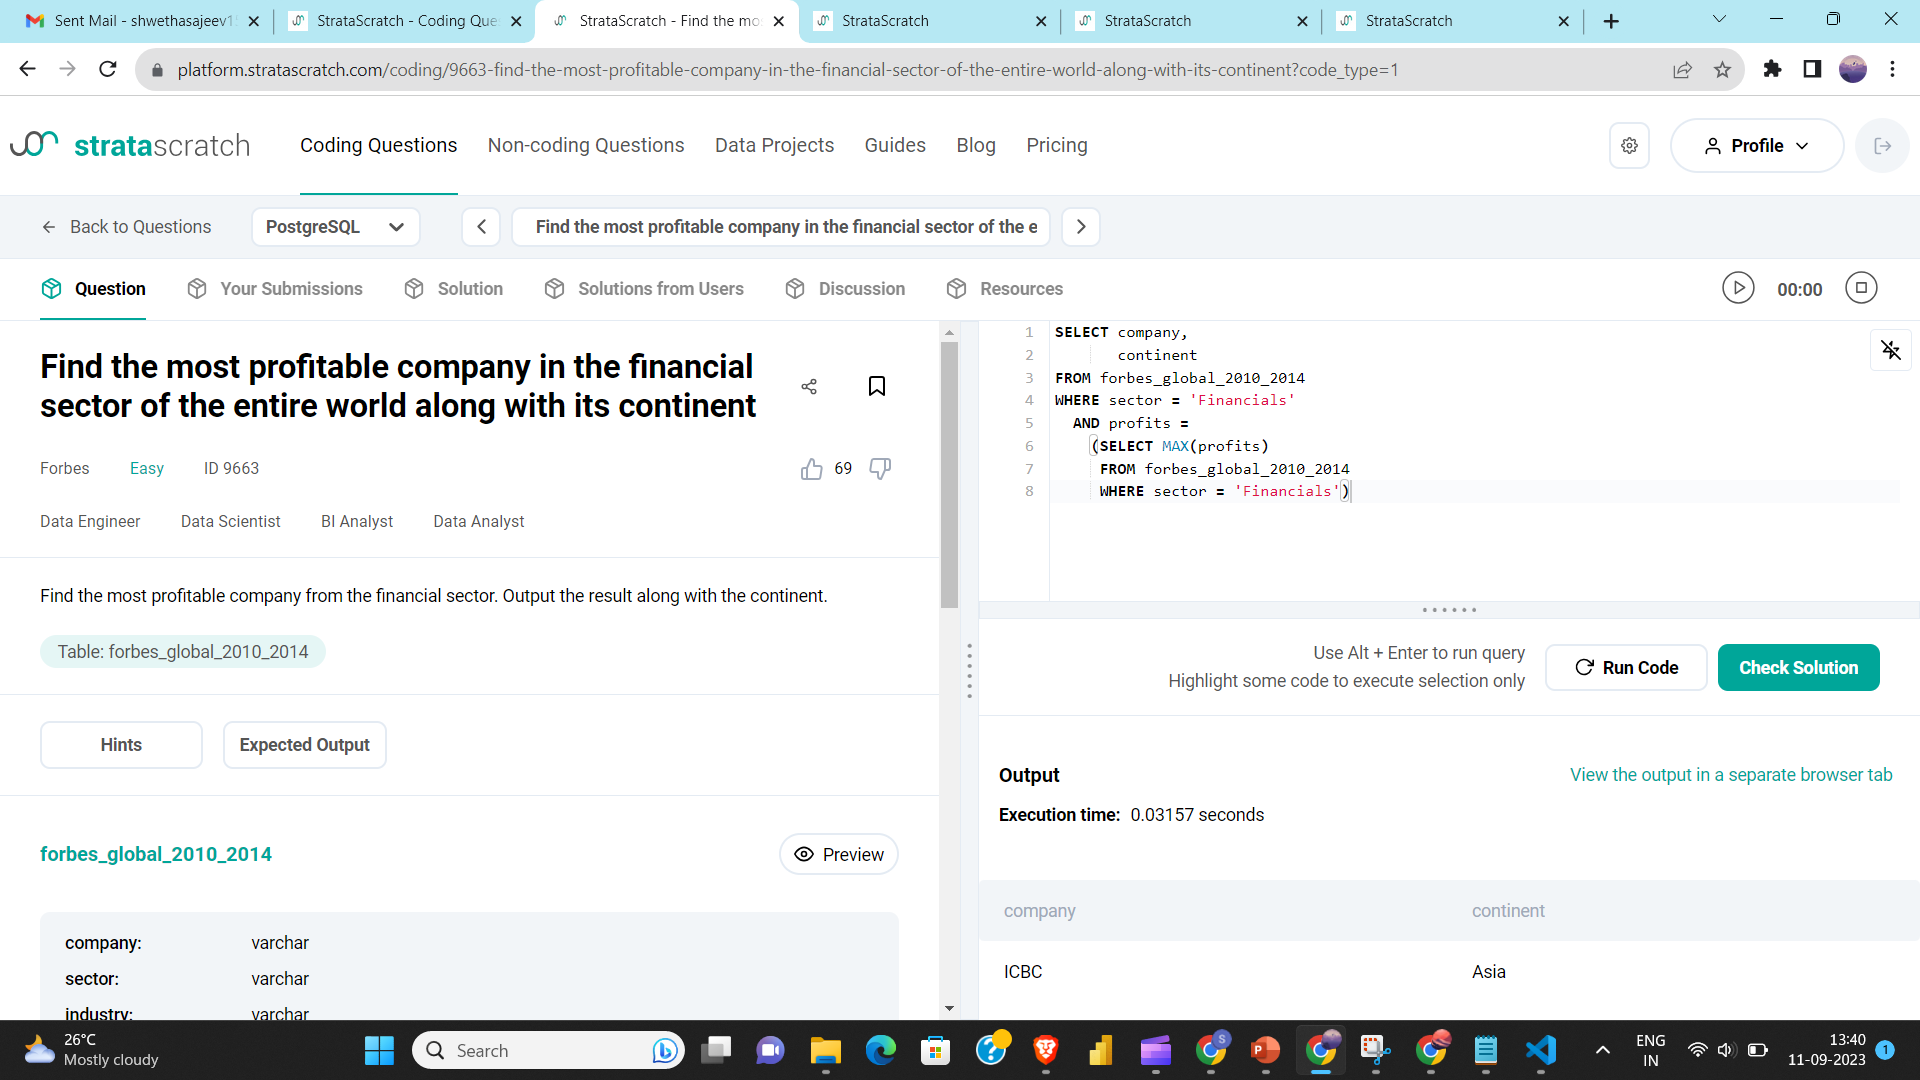 Sent Mail - shwethasajeev1
StrataScratch - Coding Que
StrataScratch - Find the mo
StrataScratch
StrataScratch
StrataScratch
platform.stratascratch.com/coding/9663-find-the-most-profitable-company-in-the-financial-sector-of-the-entire-world-along-with-its-continent?code_type=1
stratascratch
Coding Questions
Non-coding Questions
Data Projects
Guides
Blog
Pricing
Profile
Back to Questions
PostgreSQL
Find the most profitable company in the financial sector of the e
Question
Your Submissions
Solution
Solutions from Users
Discussion
Resources
00:00
Find the most profitable company in the financial
sector of the entire world along with its continent
Forbes
Easy
ID 9663
69
Data Engineer
Data Scientist
BI Analyst
Data Analyst
Find the most profitable company from the financial sector. Output the result along with the continent.
Table: forbes_global_2010_2014
Hints
Expected Output
forbes_global_2010_2014
Preview
company: varchar
sector: varchar
industry: varchar
1 SELECT company,
2 continent
3 FROM forbes_global_2010_2014
4 WHERE sector = 'Financials'
5 AND profits =
6 (SELECT MAX(profits)
7 FROM forbes_global_2010_2014
8 WHERE sector = 'Financials')
Use Alt + Enter to run query
Highlight some code to execute selection only
Run Code
Check Solution
Output
View the output in a separate browser tab
Execution time: 0.03157 seconds
company continent
ICBC Asia
26°C
Mostly cloudy
Search
S
P
ENG
IN
13:40
11-09-2023
1